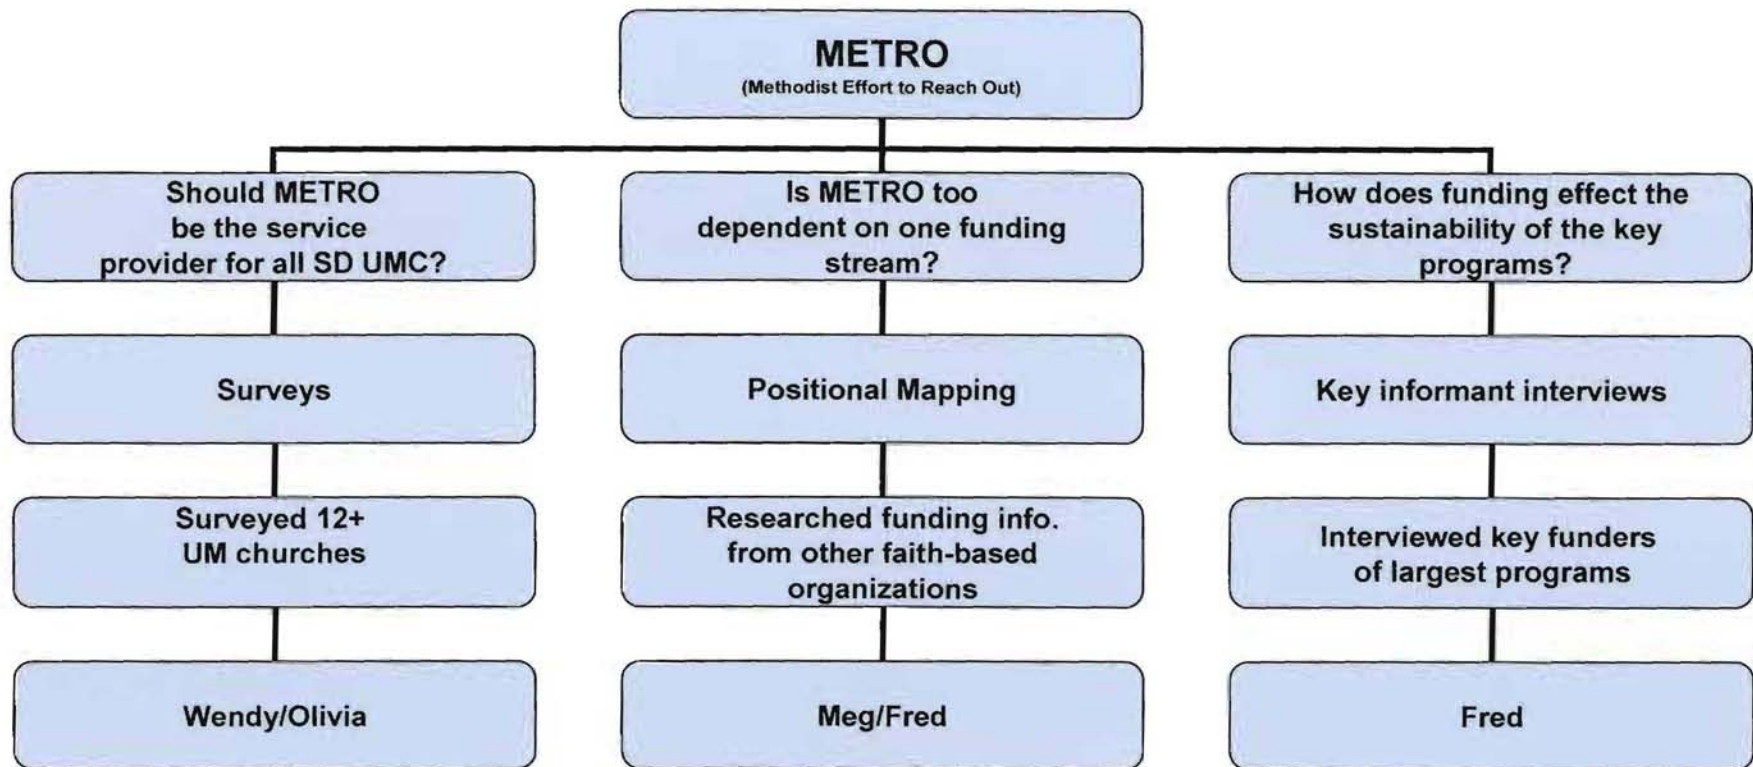 METRO
(Methodist Effort to Reach Out)
Should METRO
be the service
provider for all SD UMC?
Surveys
Surveyed 12+
UM churches
Wendy/Olivia
Is METRO too
dependent on one funding
stream?
Positional Mapping
Researched funding info.
from other faith-based
organizations
Meg/Fred
How does funding effect the
sustainability of the key
programs?
Key informant interviews
Interviewed key funders
of largest programs
Fred